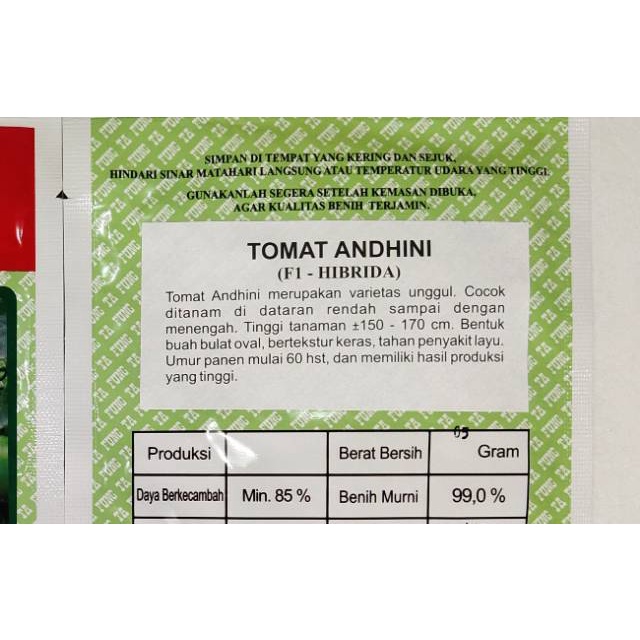 SIMPAN DI TEMPAT YANG KERING DAN SEJUK,
HINDARI SINAR MATAHARI LANGSUNG ATAU TEMPERATUR UDARA YANG TINGGI.
GUNAKANLAH SEGERA SETELAH KEMASAN DIBUKA.
AGAR KUALITAS BENIH TERJAMIN.
TOMAT ANDHINI
(F1 - HIBRIDA)
Tomat Andhini merupakan varietas unggul. Cocok
ditanam di dataran rendah sampai dengan
menengah. Tinggi tanaman ±150 - 170 cm. Bentuk
buah bulat oval, bertekstur keras, tahan penyakit layu.
Umur panen mulai 60 hst, dan memiliki hasil produksi
yang tinggi.
Produksi Berat Bersih 05 Gram
Daya Berkecambah Min. 85 % Benih Murni 99,0 %